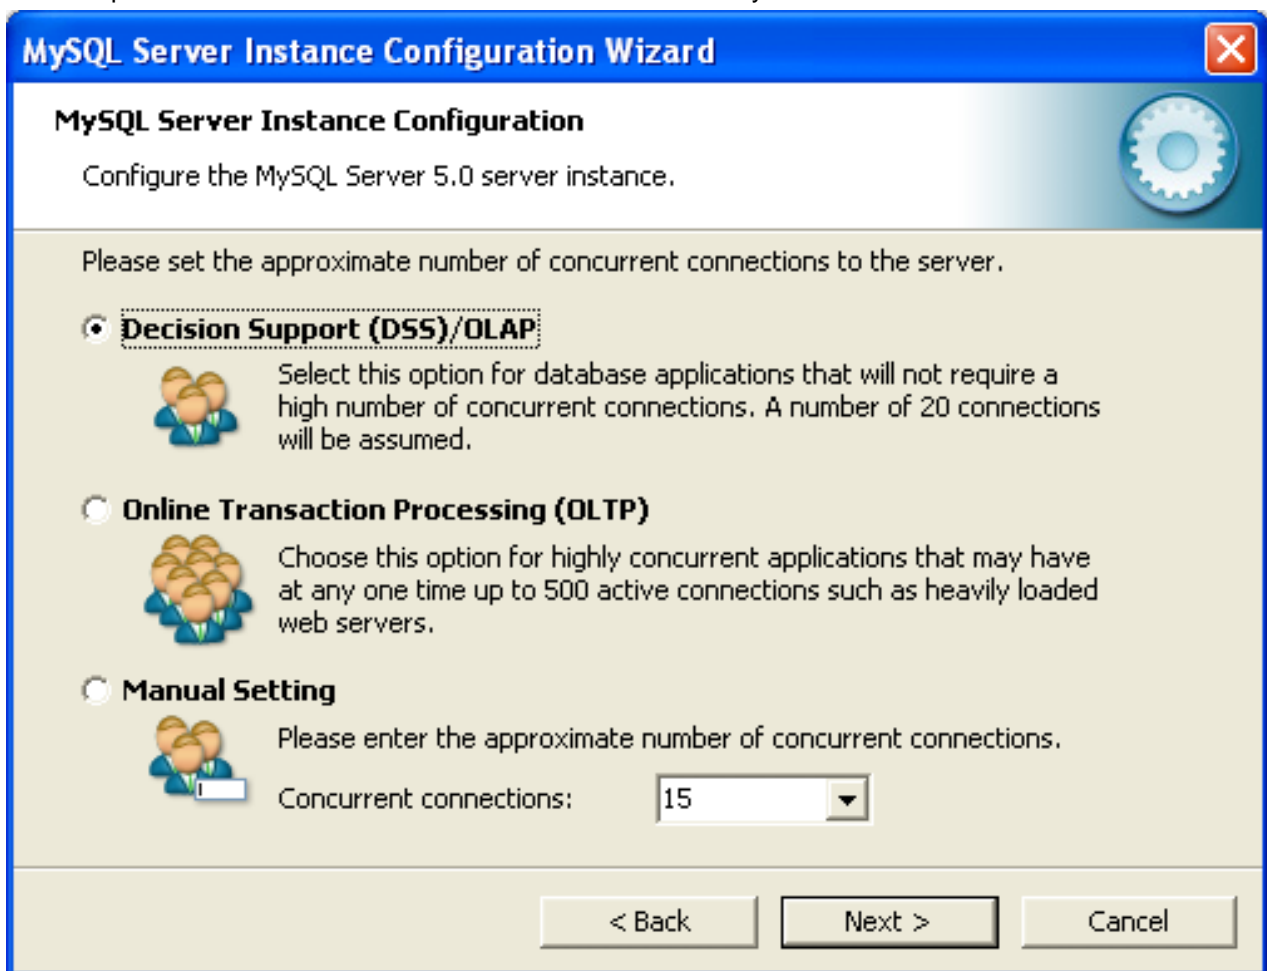 MySQL Server Instance Configuration Wizard
MySQL Server Instance Configuration
Configure the MySQL Server 5.0 server instance.
Please set the approximate number of concurrent connections to the server.
Decision Support (DSS)/OLAP
Select this option for database applications that will not require a
high number of concurrent connections. A number of 20 connections
will be assumed.
Online Transaction Processing (OLTP)
Choose this option for highly concurrent applications that may have
at any one time up to 500 active connections such as heavily loaded
web servers.
Manual Setting
Please enter the approximate number of concurrent connections.
Concurrent connections: 15
< Back Next > Cancel